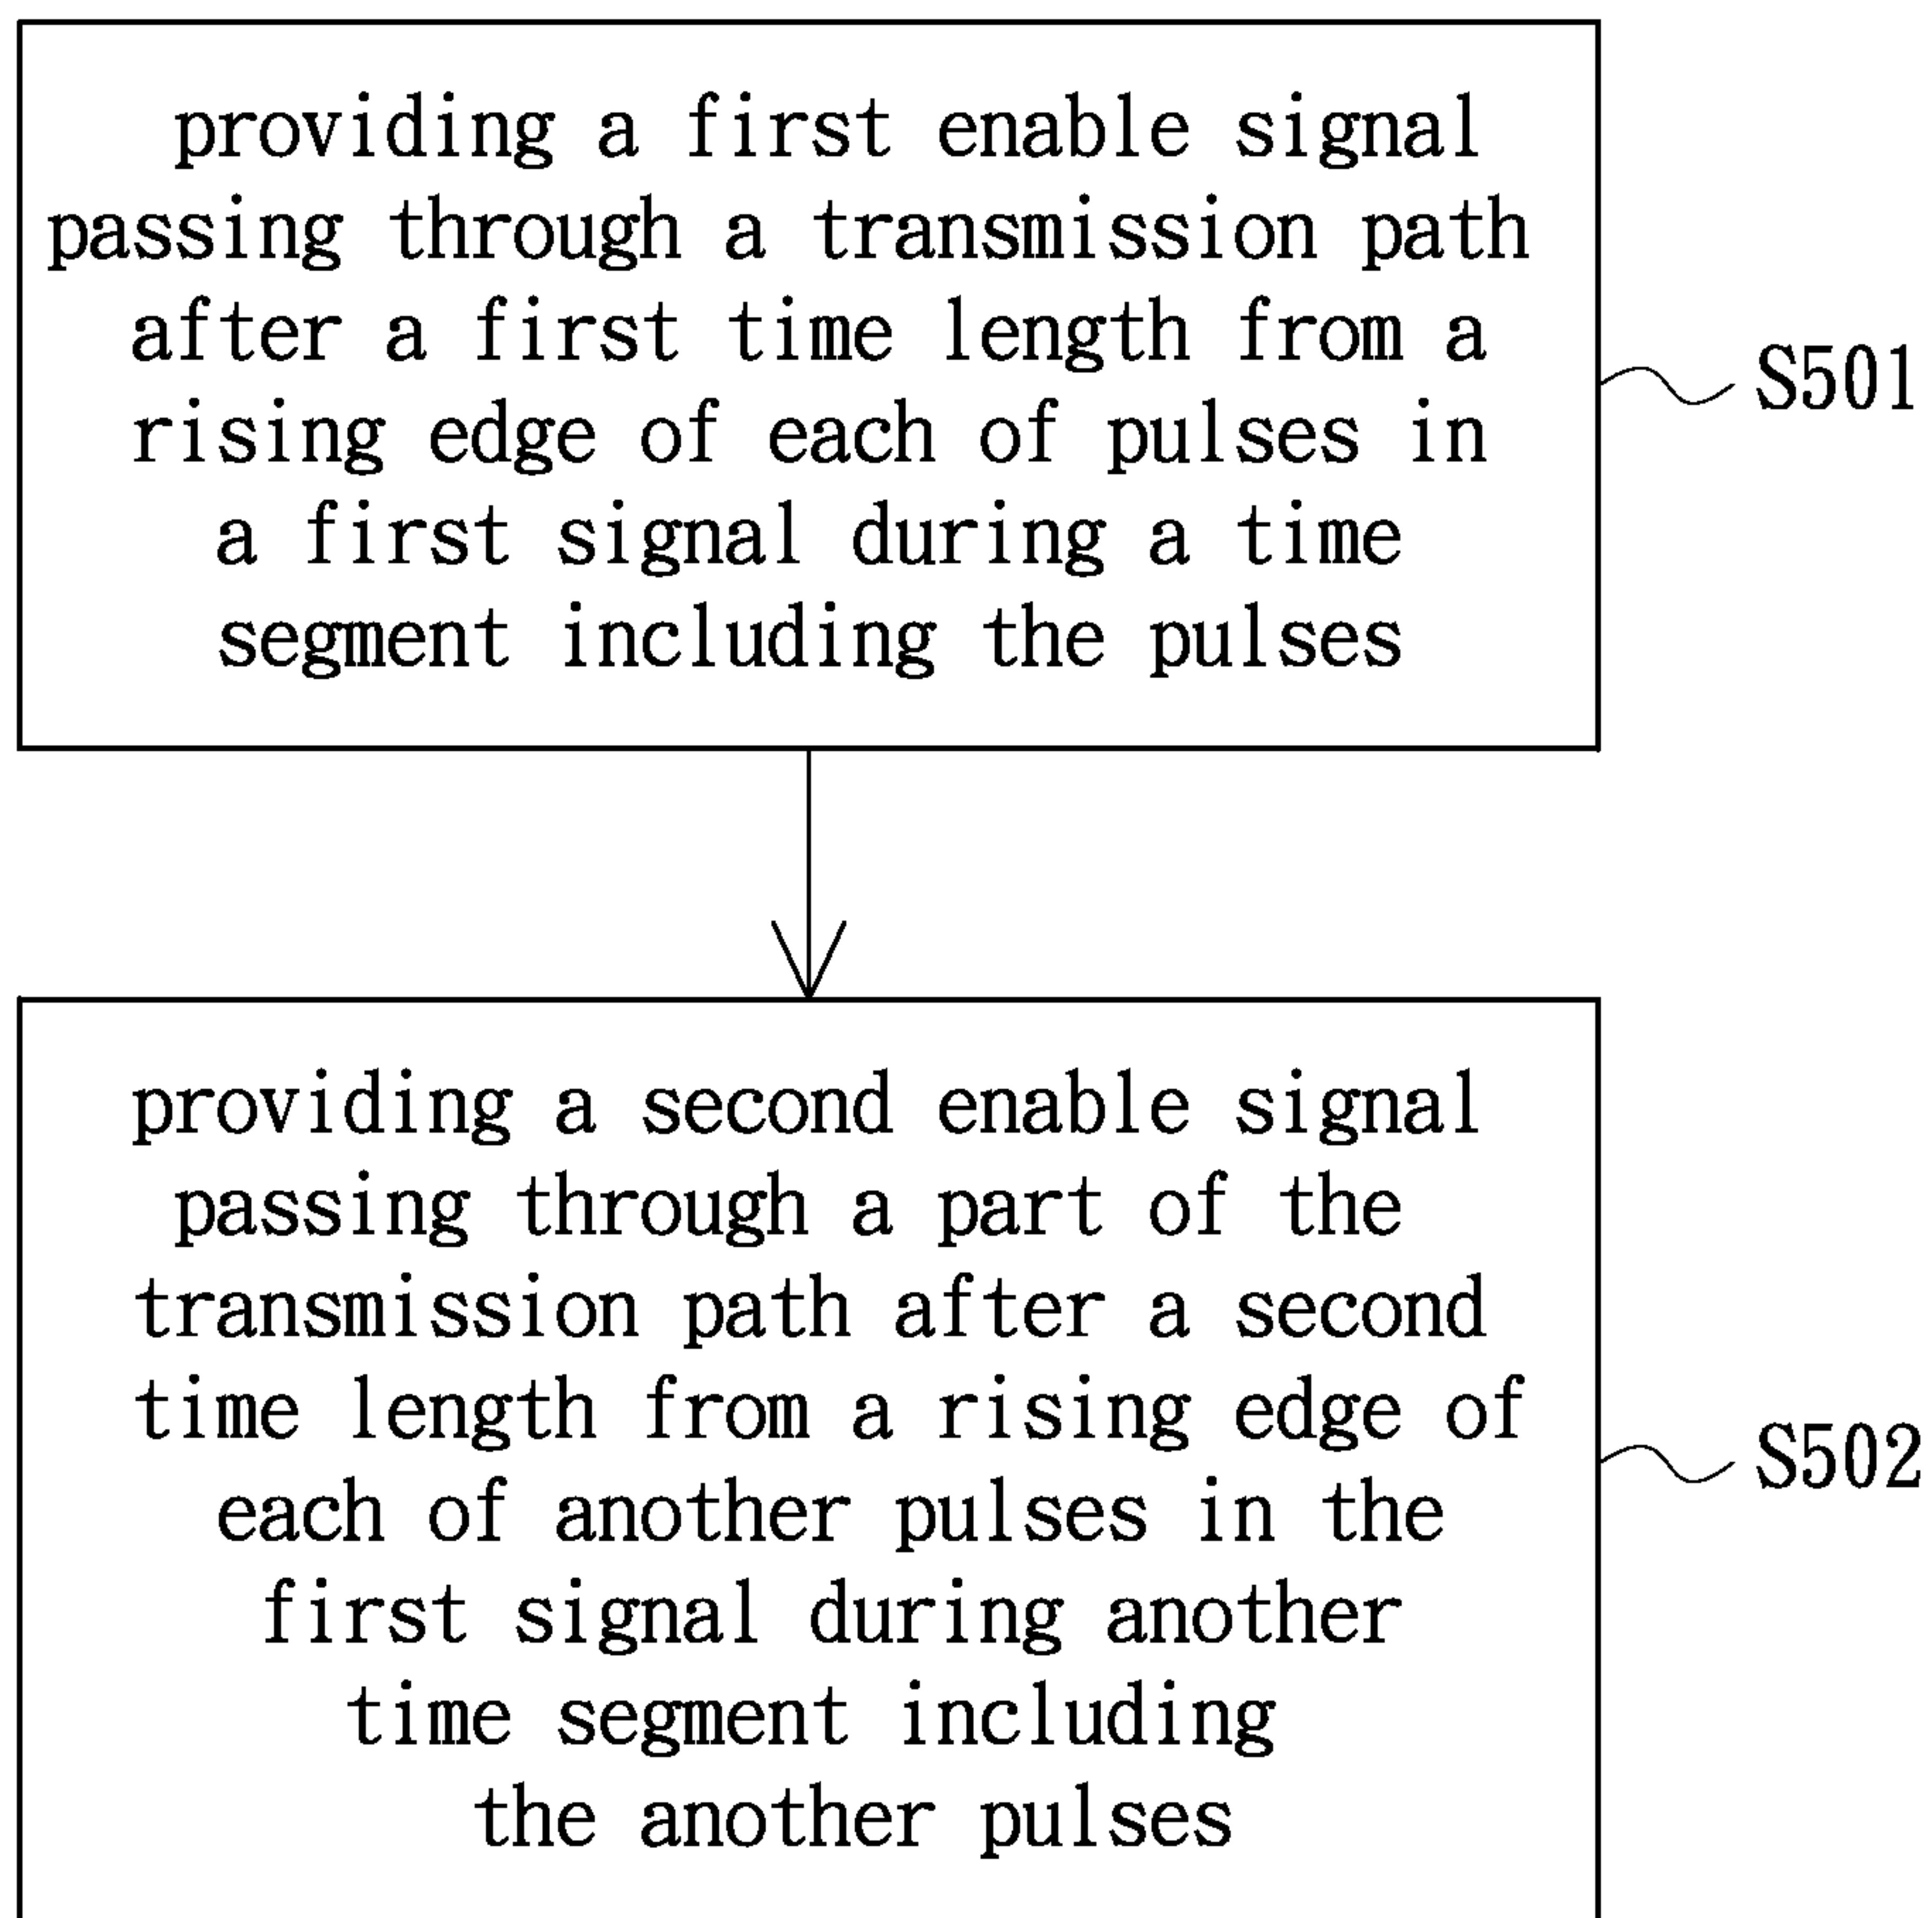 providing a first enable signal
passing through a transmission path
after a first time length from a
rising edge of each of pulses in
a first signal during a time
segment including the pulses
S501
providing a second enable signal
passing through a part of the
transmission path after a second
time length from a rising edge of
each of another pulses in the
first signal during another
time segment including
the another pulses
S502